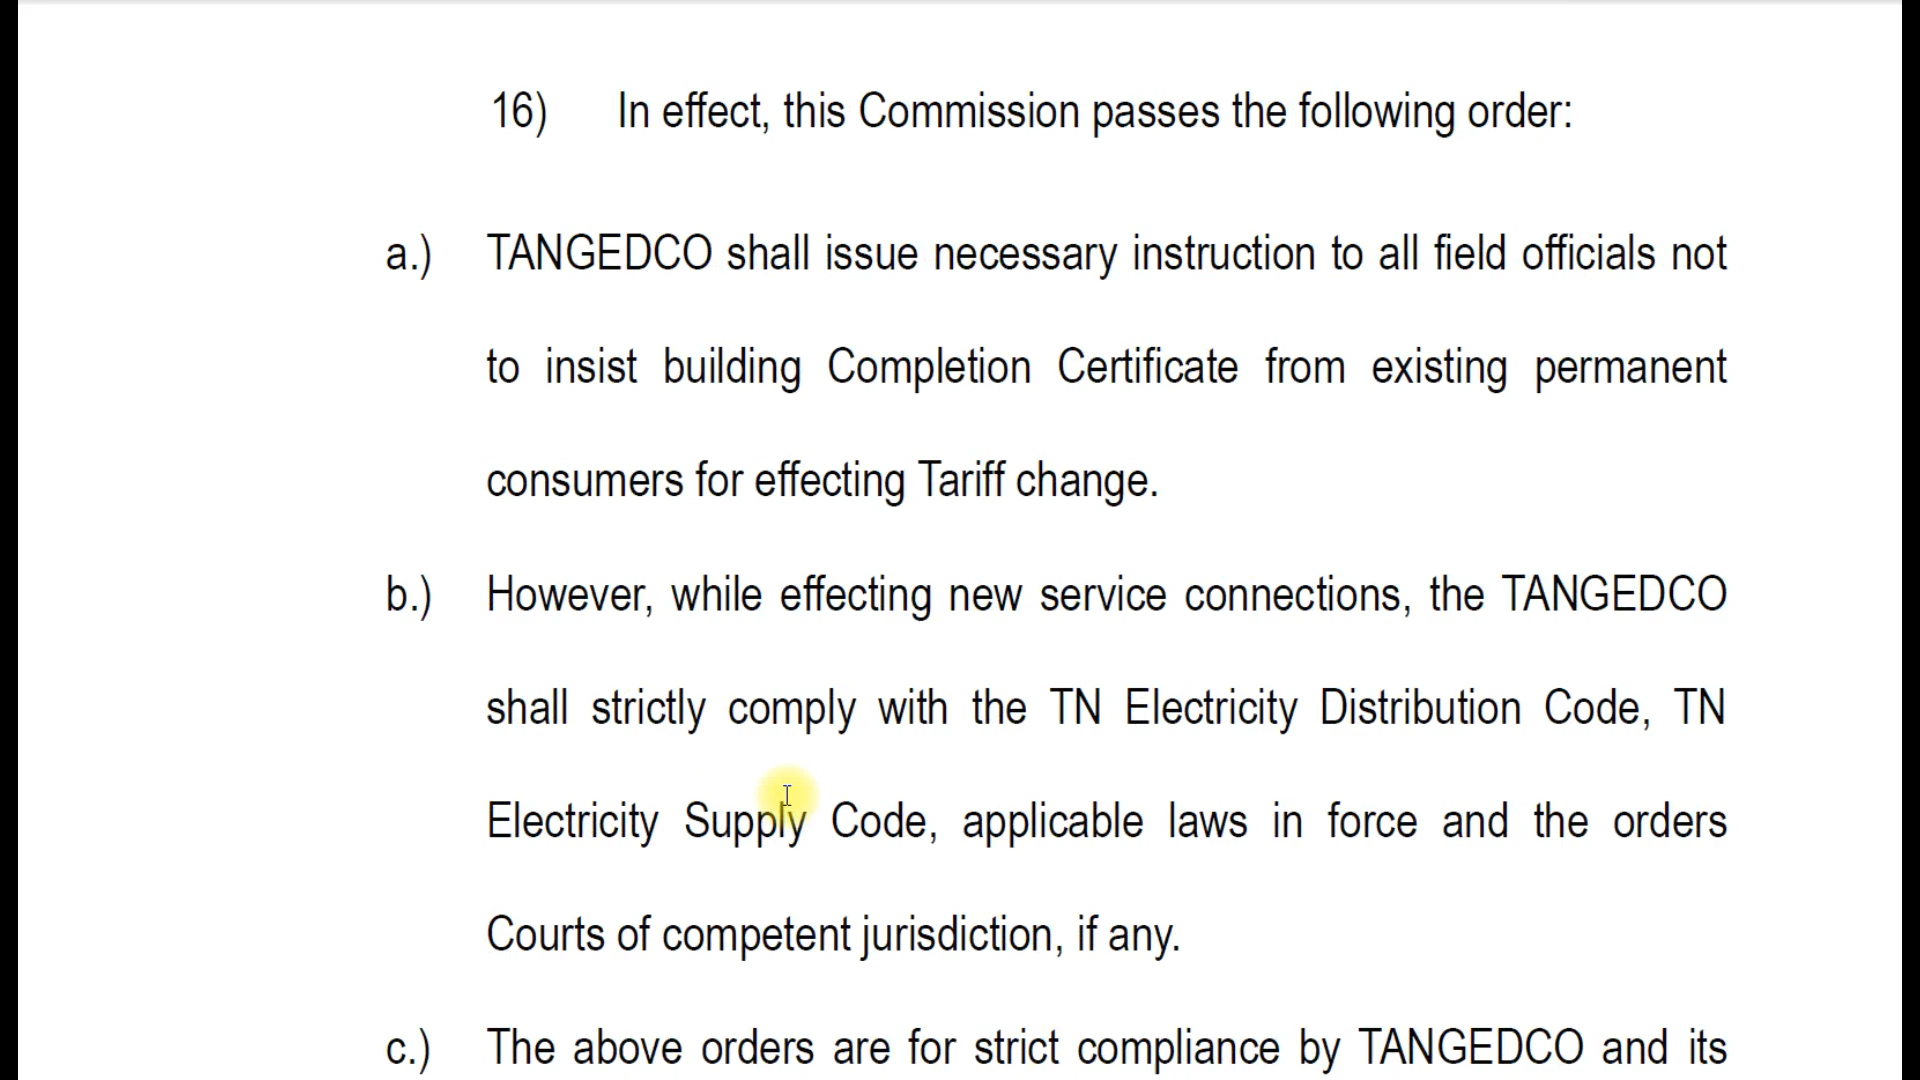 16) In effect, this Commission passes the following order:
a.) TANGEDCO shall issue necessary instruction to all field officials not
to insist building Completion Certificate from existing permanent
consumers for effecting Tariff change.
b.) However, while effecting new service connections, the TANGEDCO
shall strictly comply with the TN Electricity Distribution Code, TN
Electricity Supply Code, applicable laws in force and the orders
Courts of competent jurisdiction, if any.
c.) The above orders are for strict compliance by TANGEDCO and its